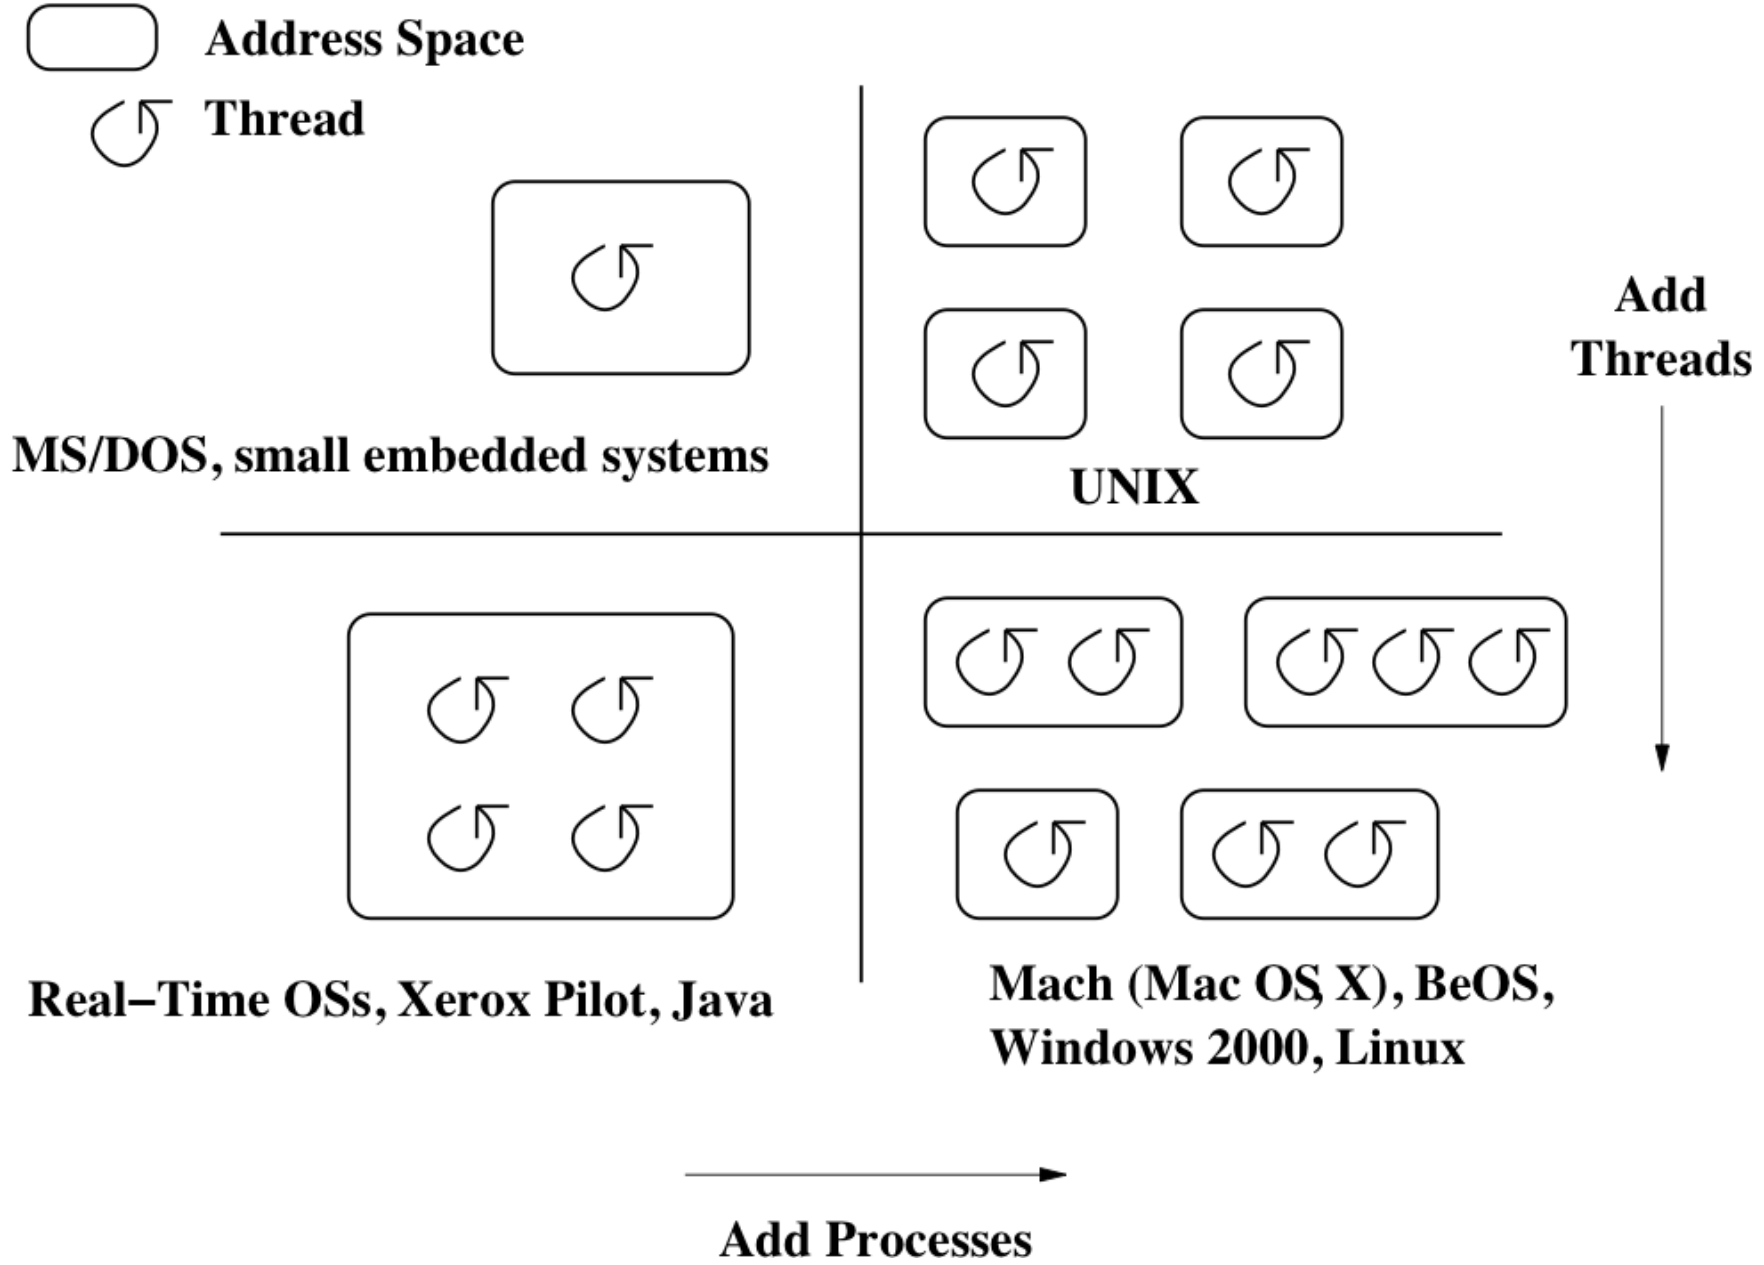 Address Space
Thread
MS/DOS, small embedded systems
UNIX
Add
Threads
Real-Time OSs, Xerox Pilot, Java
Mach (Mac OS, X), BeOS,
Windows 2000, Linux
Add Processes